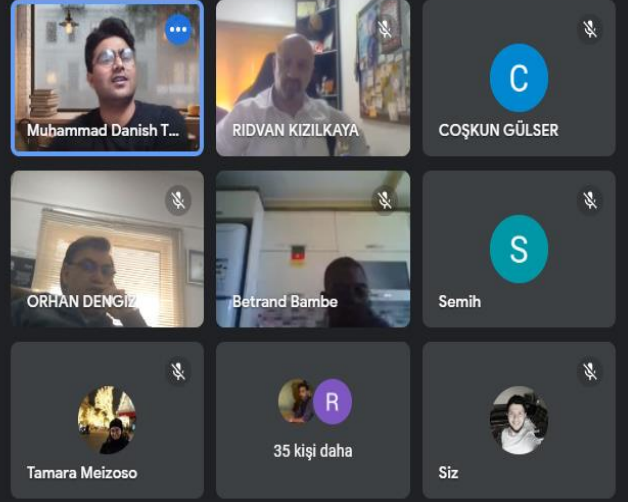 Muhammad Danish T...
RIDVAN KIZILKAYA
C
COŞKUN GÜLSER
ORHAN DENGİZ
Betrand Bambe
S
Semih
Tamara Meizoso
R
35 kişi daha
Siz